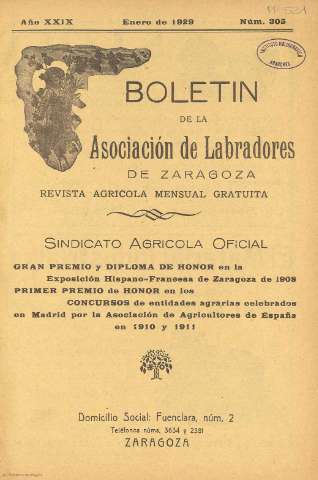 Año XXIX Enero de 1929 Núm. 305
BOLETIN
DE LA
Asociación de Labradores
DE ZARAGOZA
REVISTA AGRICOLA MENSUAL GRATUITA
SINDICATO AGRICOLA OFICIAL
GRAN PREMIO y DIPLOMA DE HONOR en la
Exposición Hispano-Francesa de Zaragoza de 1908
PRIMER PREMIO de HONOR en los
CONCURSOS de entidades agrarias celebrados
en Madrid por la Asociación de Agricultores de España
en 1910 y 1911
Domicilio Social: Fuenclara, núm. 2
Teléfonos núms. 3634 y 2381
ZARAGOZA